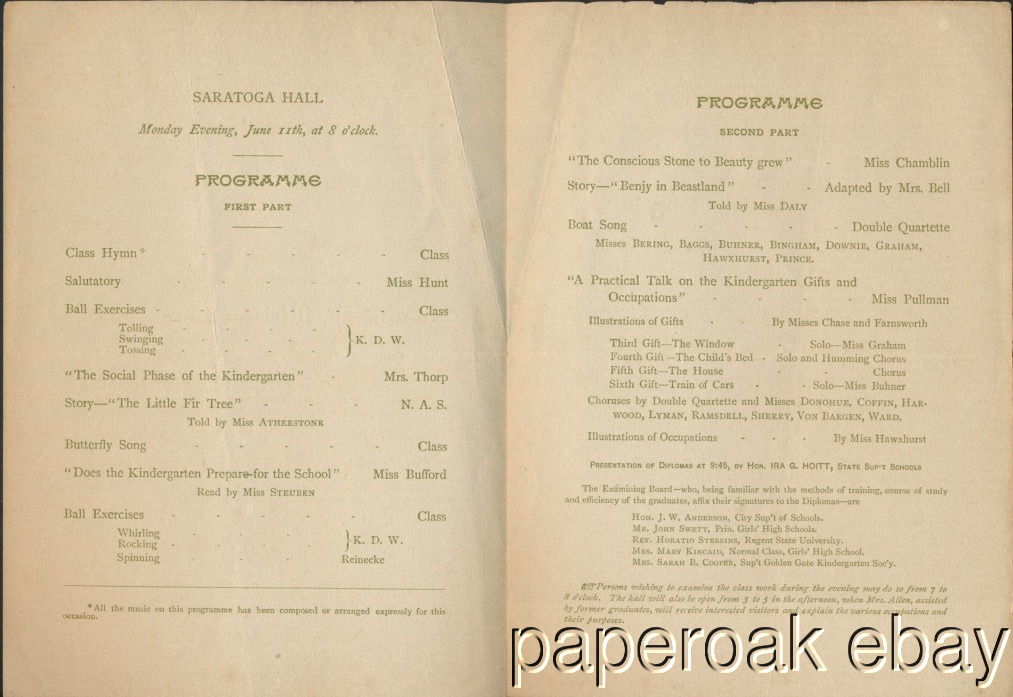 SARATOGA HALL
Monday Evening, June 11th, at 8 o'clock.
PROGRAMME
FIRST PART
Class Hymn* - - - - - Class
Salutatory - - - - - Miss Hunt
Ball Exercises - - - - - - Class
Tolling - - - - -
Swinging - - - - - } K. D. W.
Tossing - - - - -
"The Social Phase of the Kindergarten" - Mrs. Thorp
Story—"The Little Fir Tree" - - - N. A. S.
Told by Miss ATHERSTONE
Butterfly Song - - - - - Class
"Does the Kindergarten Prepare for the School" Miss Bufford
Read by Miss STEUBEN
Ball Exercises - - - - - Class
Whirling - - - -
Rocking - - - - - } K. D. W.
Spinning - - - - Reinecke
*All the music on this programme has been composed or arranged expressly for this
occasion.
PROGRAMME
SECOND PART
"The Conscious Stone to Beauty grew" - Miss Chamblin
Story—"Benjy in Beastland" - - Adapted by Mrs. Bell
Told by Miss DALY
Boat Song - - - - - Double Quartette
Misses BERING, BAGGS, BUHNER, BINGHAM, DOWNIE, GRAHAM,
HAWXHURST, PRINCE.
"A Practical Talk on the Kindergarten Gifts and
Occupations" - - - - Miss Pullman
Illustrations of Gifts - - By Misses Chase and Farnsworth
Third Gift—The Window - Solo—Miss Graham
Fourth Gift—The Child's Bed - Solo and Humming Chorus
Fifth Gift—The House - - Chorus
Sixth Gift—Train of Cars - - Solo—Miss Buhner
Choruses by Double Quartette and Misses DONOHUE, COFFIN, HAR-
WOOD, LYMAN, RAMSDELL, SHERRY, VON BARGEN, WARD.
Illustrations of Occupations - - - By Miss Hawxhurst
PRESENTATION OF DIPLOMAS AT 9:45, BY HON. IRA G. HOITT, STATE SUP'T SCHOOLS
The Examining Board—who, being familiar with the methods of training, course of study
and efficiency of the graduates, affix their signatures to the Diplomas—are
HON. J. W. ANDERSON, City Sup't of Schools.
MR. JOHN SWETT, Prin. Girls' High School.
REV. HORATIO STEBBINS, Regent State University.
MRS. MARY KINCAID, Normal Class, Girls' High School.
MRS. SARAH B. COOPER, Sup't Golden Gate Kindergarten Soc'y.
☞ Persons wishing to examine the class work during the evening may do so from 7 to
8 o'clock. The hall will also be open from 3 to 5 in the afternoon, when Mrs. Allen, assisted
by former graduates, will receive interested visitors and explain the various occupations and
their purposes.
paperoak ebay